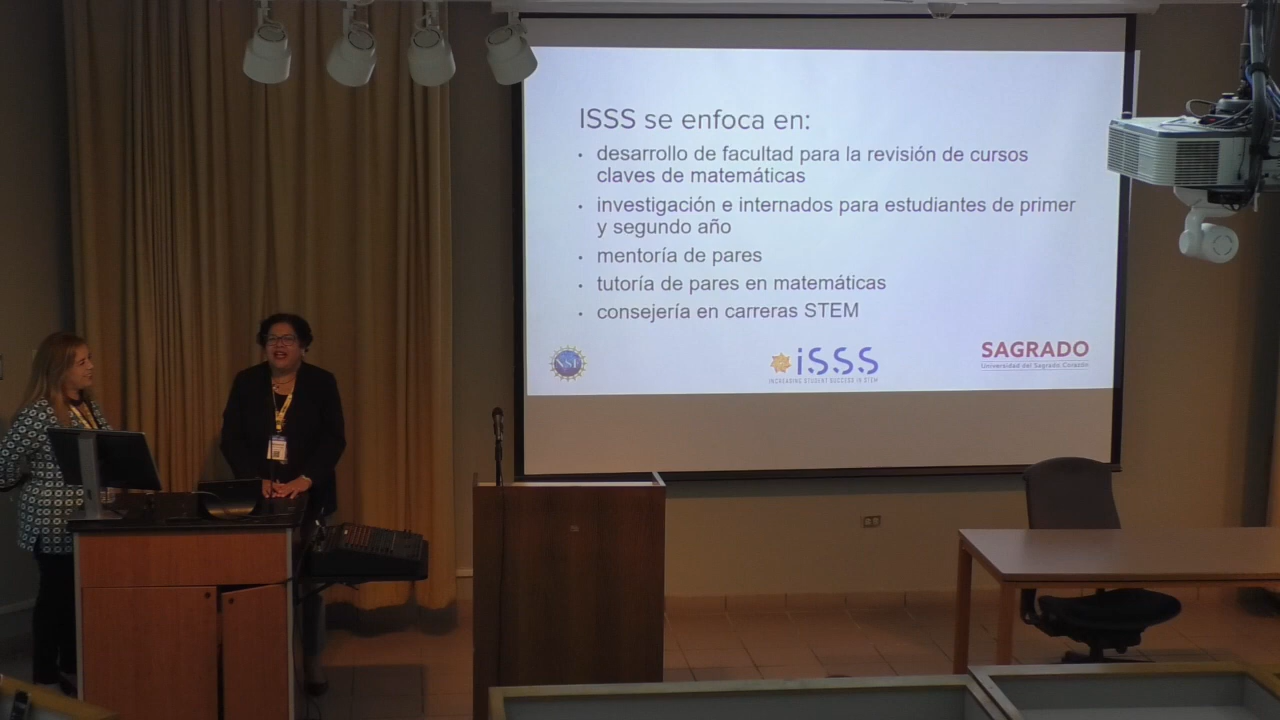 ISSS se enfoca en:
• desarrollo de facultad para la revisión de cursos
claves de matemáticas
• investigación e internados para estudiantes de primer
y segundo año
• mentoría de pares
• tutoría de pares en matemáticas
• consejería en carreras STEM
NSF
iSSS
INCREASING STUDENT SUCCESS IN STEM
SAGRADO
Universidad del Sagrado Corazón